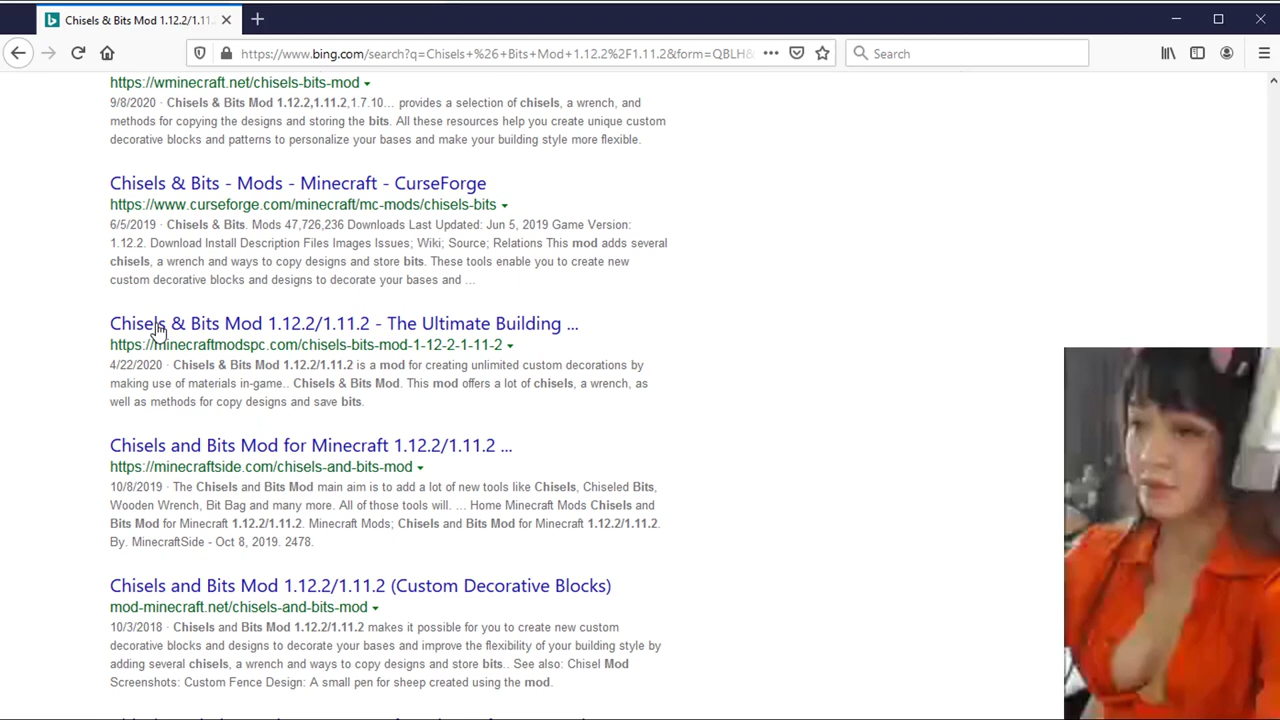 Chisels & Bits Mod 1.12.2/1.11.
https://www.bing.com/search?q=Chisels+%26+Bits+Mod+1.12.2%2F1.11.2&form=QBLH&
Search
https://wminecraft.net/chisels-bits-mod
9/8/2020 · Chisels & Bits Mod 1.12.2,1.11.2,1.7.10... provides a selection of chisels, a wrench, and
methods for copying the designs and storing the bits. All these resources help you create unique custom
decorative blocks and patterns to personalize your bases and make your building style more flexible.
Chisels & Bits - Mods - Minecraft - CurseForge
https://www.curseforge.com/minecraft/mc-mods/chisels-bits
6/5/2019 · Chisels & Bits. Mods 47,726,236 Downloads Last Updated: Jun 5, 2019 Game Version:
1.12.2. Download Install Description Files Images Issues; Wiki; Source; Relations This mod adds several
chisels, a wrench and ways to copy designs and store bits. These tools enable you to create new
custom decorative blocks and designs to decorate your bases and ...
Chisels & Bits Mod 1.12.2/1.11.2 - The Ultimate Building ...
https://minecraftmodspc.com/chisels-bits-mod-1-12-2-1-11-2
4/22/2020 · Chisels & Bits Mod 1.12.2/1.11.2 is a mod for creating unlimited custom decorations by
making use of materials in-game.. Chisels & Bits Mod. This mod offers a lot of chisels, a wrench, as
well as methods for copy designs and save bits.
Chisels and Bits Mod for Minecraft 1.12.2/1.11.2 ...
https://minecraftside.com/chisels-and-bits-mod
10/8/2019 · The Chisels and Bits Mod main aim is to add a lot of new tools like Chisels, Chiseled Bits,
Wooden Wrench, Bit Bag and many more. All of those tools will. ... Home Minecraft Mods Chisels and
Bits Mod for Minecraft 1.12.2/1.11.2. Minecraft Mods; Chisels and Bits Mod for Minecraft 1.12.2/1.11.2.
By. MinecraftSide - Oct 8, 2019. 2478.
Chisels and Bits Mod 1.12.2/1.11.2 (Custom Decorative Blocks)
mod-minecraft.net/chisels-and-bits-mod
10/3/2018 · Chisels and Bits Mod 1.12.2/1.11.2 makes it possible for you to create new custom
decorative blocks and designs to decorate your bases and improve the flexibility of your building style by
adding several chisels, a wrench and ways to copy designs and store bits.. See also: Chisel Mod
Screenshots: Custom Fence Design: A small pen for sheep created using the mod.